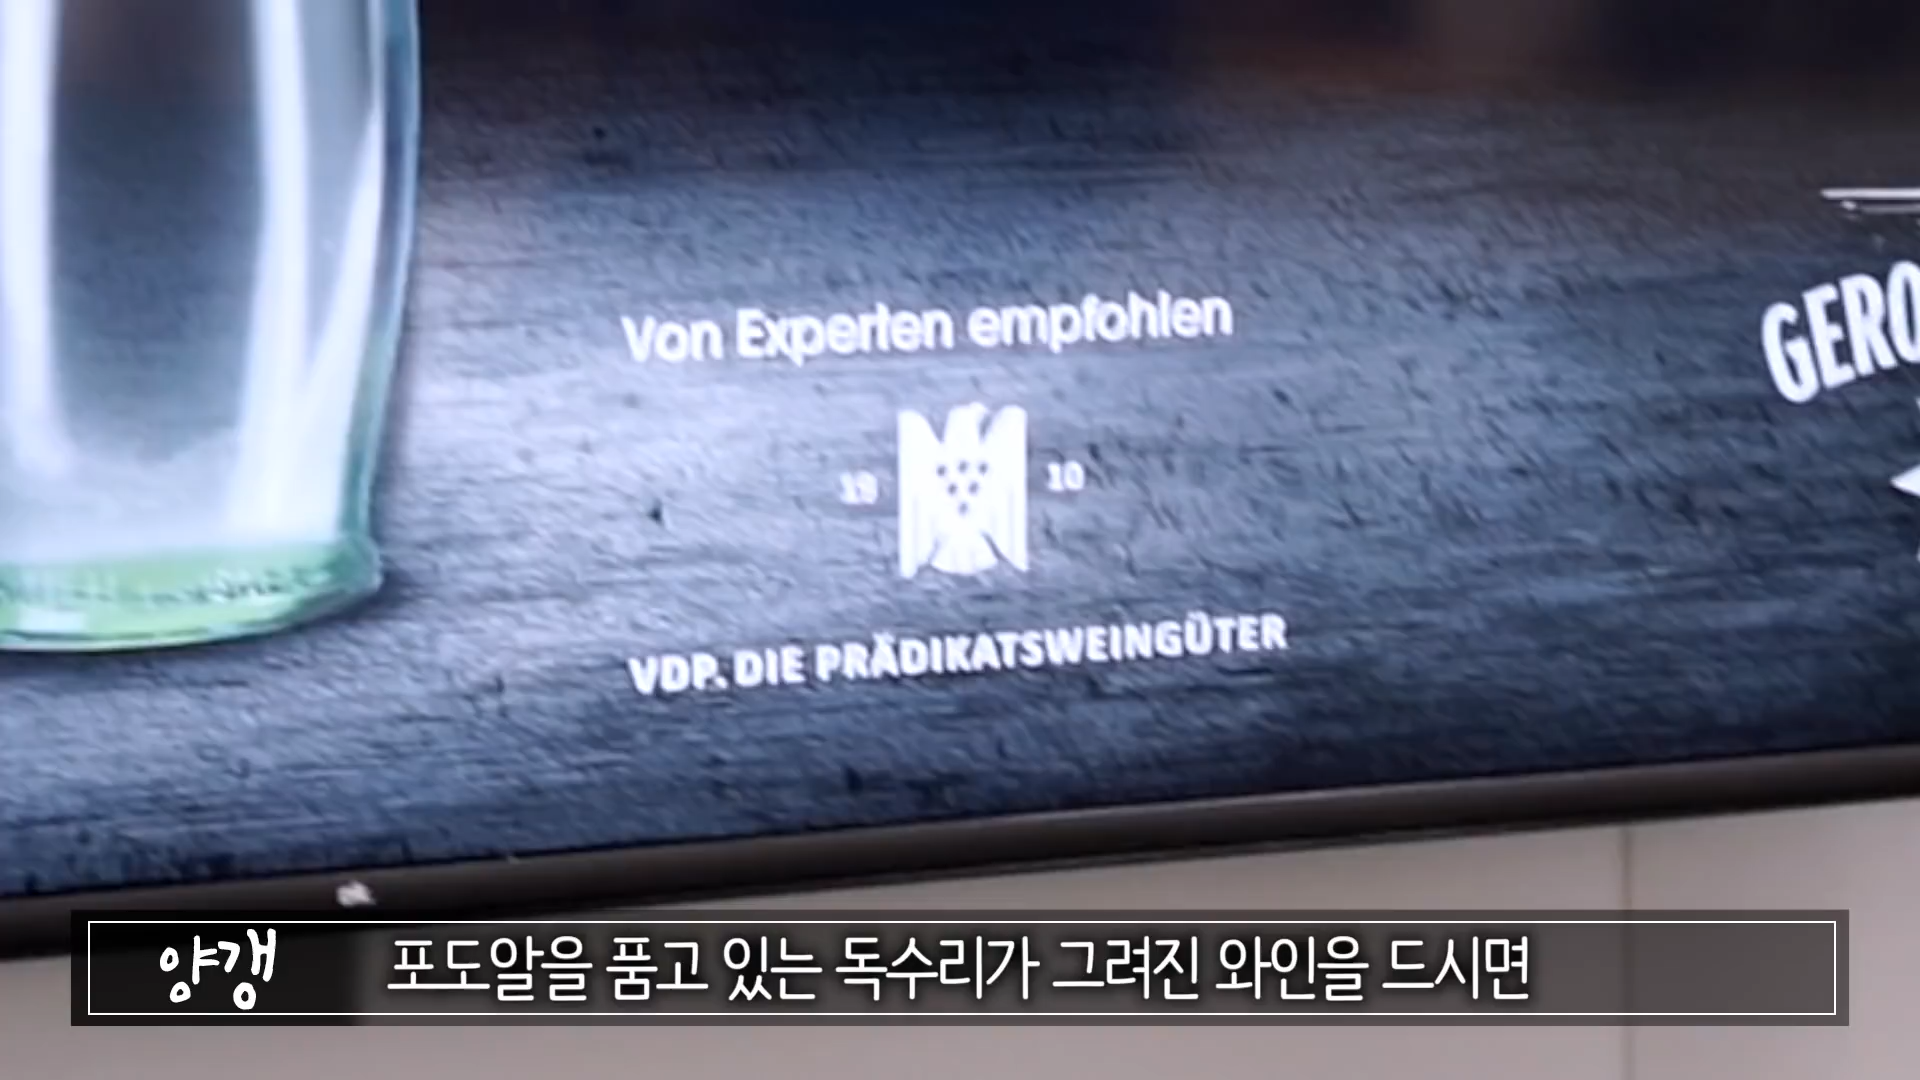 Von Experten empfohlen
19 10
VDP. DIE PRÄDIKATSWEINGÜTER
GERO
양갱 포도알을 품고 있는 독수리가 그려진 와인을 드시면